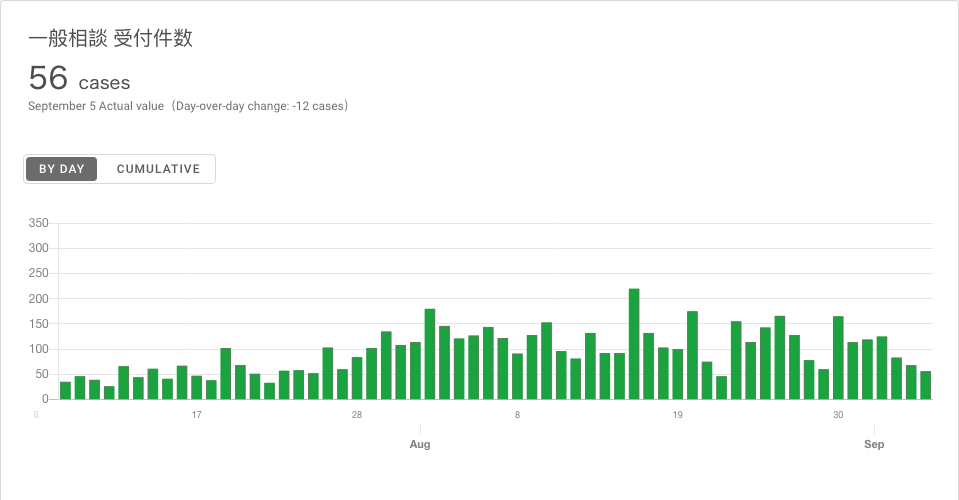 一般相談 受付件数
56 cases
September 5 Actual value（Day-over-day change: -12 cases）
BY DAY CUMULATIVE
350
300
250
200
150
100
50
0
6 17 28 8 19 30
Aug Sep